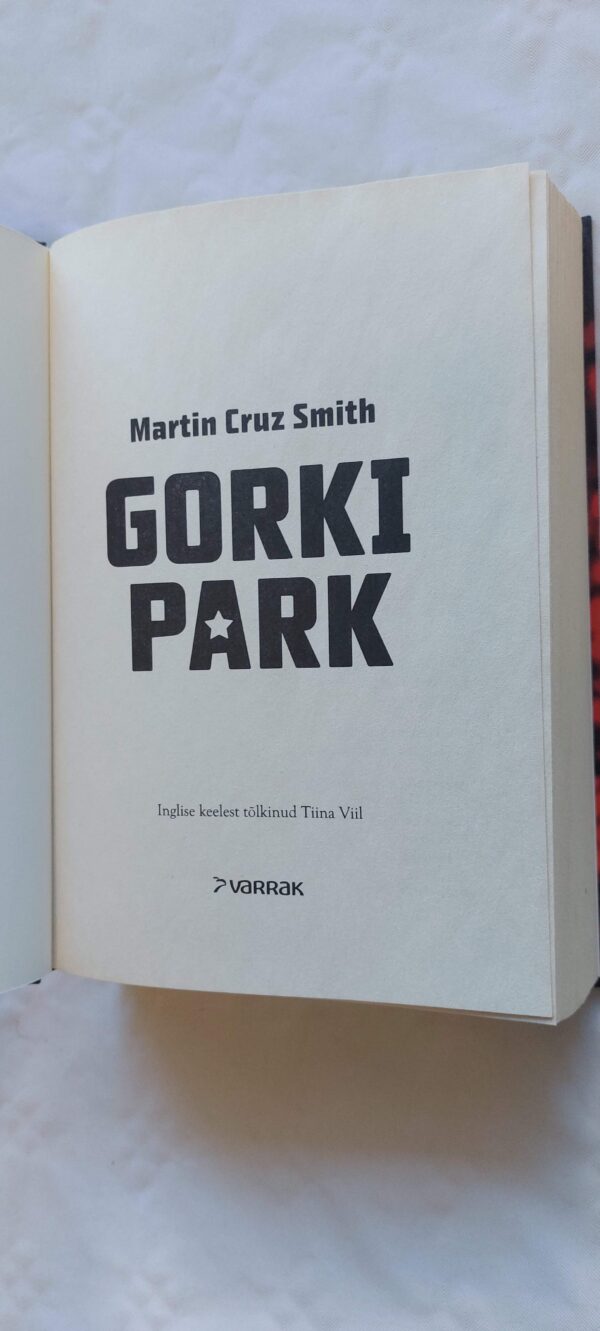 Martin Cruz Smith
GORKI
PARK
Inglise keelest tõlkinud Tiina Viil
VARRAK